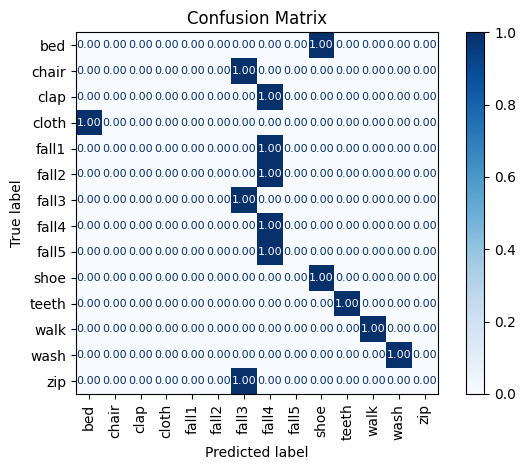 Confusion Matrix
bed 0.00 0.00 0.00 0.00 0.00 0.00 0.00 0.00 0.00 1.00 0.00 0.00 0.00 0.00
chair 0.00 0.00 0.00 0.00 0.00 0.00 1.00 0.00 0.00 0.00 0.00 0.00 0.00 0.00
clap 0.00 0.00 0.00 0.00 0.00 0.00 0.00 1.00 0.00 0.00 0.00 0.00 0.00 0.00
cloth 1.00 0.00 0.00 0.00 0.00 0.00 0.00 0.00 0.00 0.00 0.00 0.00 0.00 0.00
fall1 0.00 0.00 0.00 0.00 0.00 0.00 0.00 1.00 0.00 0.00 0.00 0.00 0.00 0.00
fall2 0.00 0.00 0.00 0.00 0.00 0.00 0.00 1.00 0.00 0.00 0.00 0.00 0.00 0.00
fall3 0.00 0.00 0.00 0.00 0.00 0.00 1.00 0.00 0.00 0.00 0.00 0.00 0.00 0.00
fall4 0.00 0.00 0.00 0.00 0.00 0.00 0.00 1.00 0.00 0.00 0.00 0.00 0.00 0.00
fall5 0.00 0.00 0.00 0.00 0.00 0.00 0.00 1.00 0.00 0.00 0.00 0.00 0.00 0.00
shoe 0.00 0.00 0.00 0.00 0.00 0.00 0.00 0.00 0.00 1.00 0.00 0.00 0.00 0.00
teeth 0.00 0.00 0.00 0.00 0.00 0.00 0.00 0.00 0.00 0.00 1.00 0.00 0.00 0.00
walk 0.00 0.00 0.00 0.00 0.00 0.00 0.00 0.00 0.00 0.00 0.00 1.00 0.00 0.00
wash 0.00 0.00 0.00 0.00 0.00 0.00 0.00 0.00 0.00 0.00 0.00 0.00 1.00 0.00
zip 0.00 0.00 0.00 0.00 0.00 0.00 1.00 0.00 0.00 0.00 0.00 0.00 0.00 0.00
True label
bed chair clap cloth fall1 fall2 fall3 fall4 fall5 shoe teeth walk wash zip
Predicted label
1.0
0.8
0.6
0.4
0.2
0.0